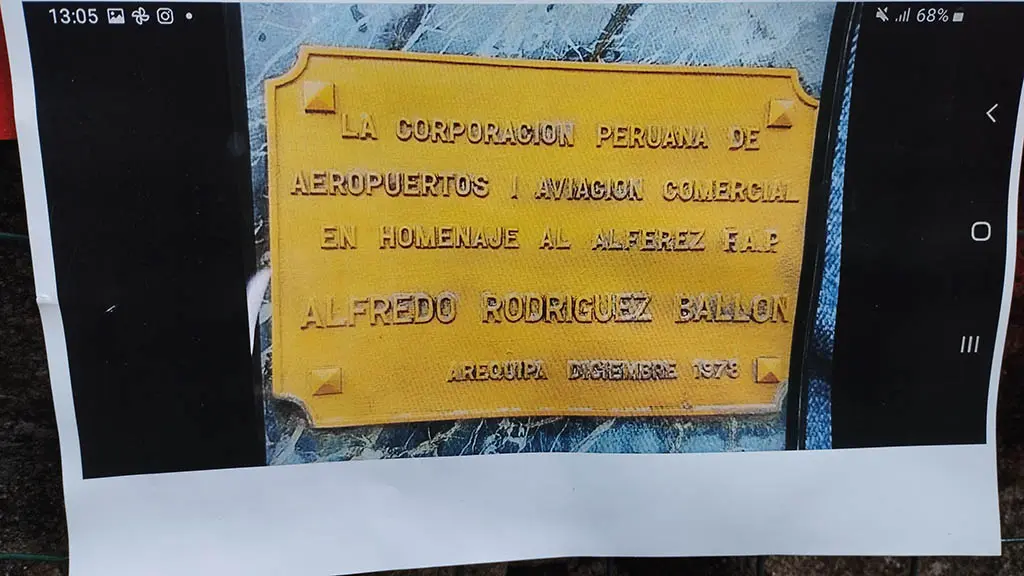 13:05
68%
LA CORPORACION PERUANA DE
AEROPUERTOS I AVIACION COMERCIAL
EN HOMENAJE AL ALFEREZ F.A.P
ALFREDO RODRIGUEZ BALLON
AREQUIPA DICIEMBRE 1978